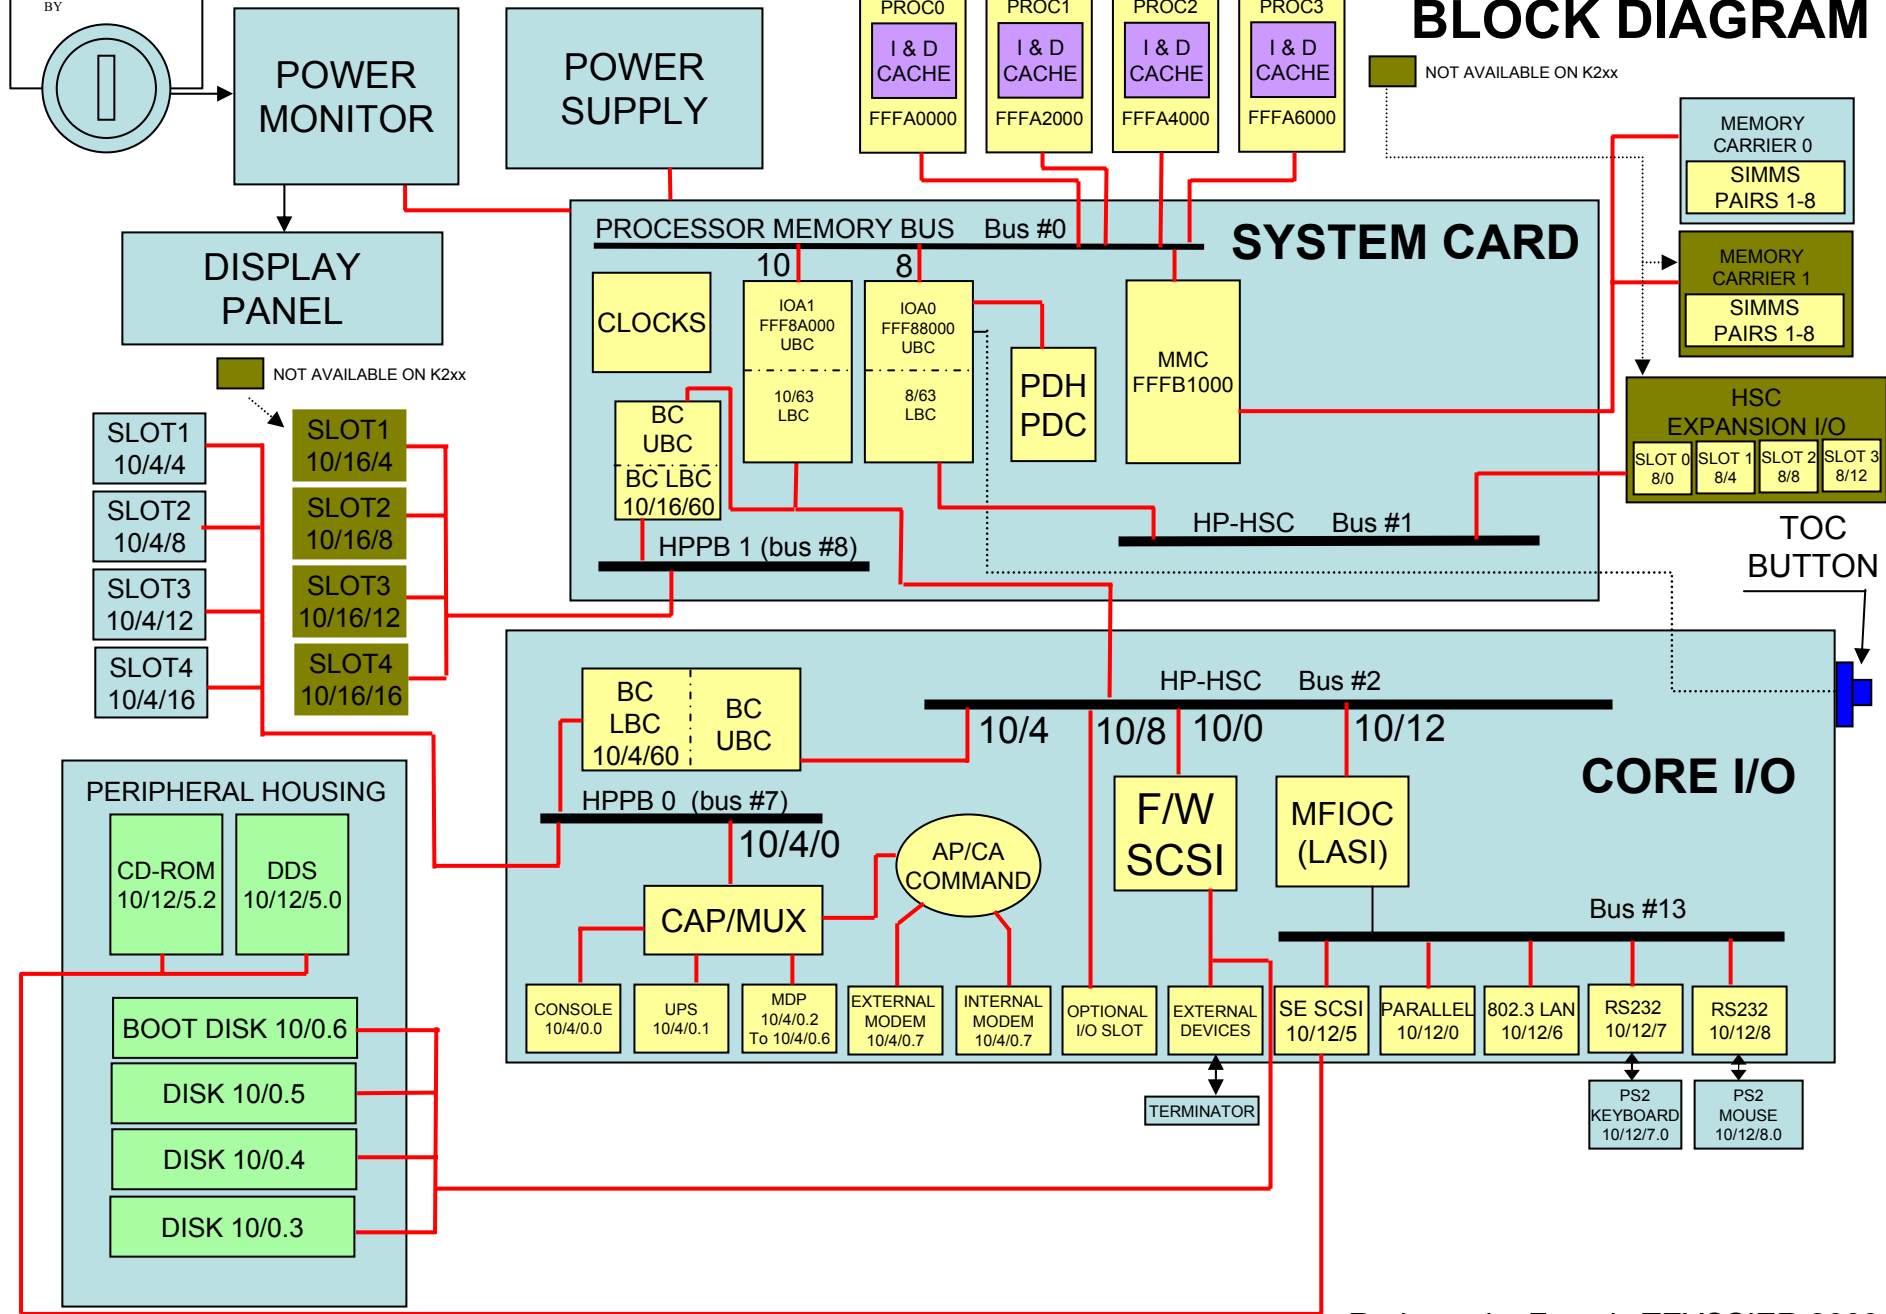 BY
POWER
MONITOR
POWER
SUPPLY
PROC0
I & D
CACHE
FFFA0000
PROC1
I & D
CACHE
FFFA2000
PROC2
I & D
CACHE
FFFA4000
PROC3
I & D
CACHE
FFFA6000
BLOCK DIAGRAM
NOT AVAILABLE ON K2xx
MEMORY
CARRIER 0
SIMMS
PAIRS 1-8
MEMORY
CARRIER 1
SIMMS
PAIRS 1-8
DISPLAY
PANEL
PROCESSOR MEMORY BUS Bus #0
SYSTEM CARD
10
8
CLOCKS
IOA1
FFF8A000
UBC
10/63
LBC
IOA0
FFF88000
UBC
8/63
LBC
PDH
PDC
MMC
FFFB1000
HSC
EXPANSION I/O
SLOT 0
8/0
SLOT 1
8/4
SLOT 2
8/8
SLOT 3
8/12
NOT AVAILABLE ON K2xx
SLOT1
10/4/4
SLOT2
10/4/8
SLOT3
10/4/12
SLOT4
10/4/16
SLOT1
10/16/4
SLOT2
10/16/8
SLOT3
10/16/12
SLOT4
10/16/16
BC
UBC
BC LBC
10/16/60
HPPB 1 (bus #8)
HP-HSC Bus #1
TOC
BUTTON
BC
LBC
10/4/60
BC
UBC
HP-HSC Bus #2
10/4
10/8
10/0
10/12
CORE I/O
HPPB 0 (bus #7)
10/4/0
F/W
SCSI
MFIOC
(LASI)
AP/CA
COMMAND
CAP/MUX
Bus #13
CONSOLE
10/4/0.0
UPS
10/4/0.1
MDP
10/4/0.2
To 10/4/0.6
EXTERNAL
MODEM
10/4/0.7
INTERNAL
MODEM
10/4/0.7
OPTIONAL
I/O SLOT
EXTERNAL
DEVICES
SE SCSI
10/12/5
PARALLEL
10/12/0
802.3 LAN
10/12/6
RS232
10/12/7
RS232
10/12/8
TERMINATOR
PS2
KEYBOARD
10/12/7.0
PS2
MOUSE
10/12/8.0
PERIPHERAL HOUSING
CD-ROM
10/12/5.2
DDS
10/12/5.0
BOOT DISK 10/0.6
DISK 10/0.5
DISK 10/0.4
DISK 10/0.3